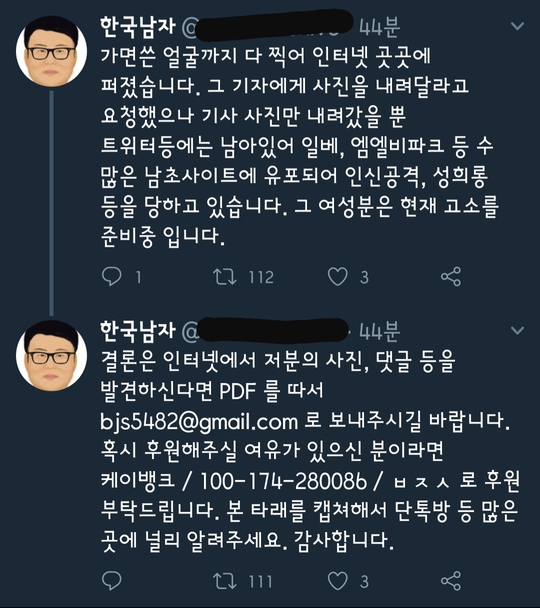 한국남자 @ 44분
가면쓴 얼굴까지 다 찍어 인터넷 곳곳에
퍼졌습니다. 그 기자에게 사진을 내려달라고
요청했으나 기사 사진만 내려갔을 뿐
트위터등에는 남아있어 일베, 엠엘비파크 등 수
많은 남초사이트에 유포되어 인신공격, 성희롱
등을 당하고 있습니다. 그 여성분은 현재 고소를
준비중 입니다.
1 112 3
한국남자 @ 44분
결론은 인터넷에서 저분의 사진, 댓글 등을
발견하신다면 PDF 를 따서
bjs5482@gmail.com 로 보내주시길 바랍니다.
혹시 후원해주실 여유가 있으신 분이라면
케이뱅크 / 100-174-280086 / ㅂㅈㅅ 로 후원
부탁드립니다. 본 타래를 캡쳐해서 단톡방 등 많은
곳에 널리 알려주세요. 감사합니다.
111 3